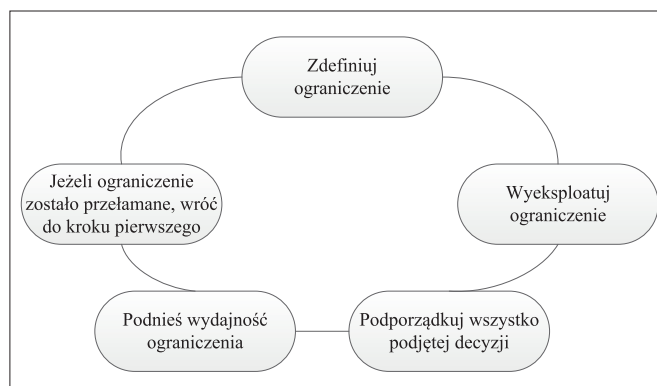 Zdefiniuj
ograniczenie
Wyeksploatuj
ograniczenie
Podporządkuj wszystko
podjętej decyzji
Podnieś wydajność
ograniczenia
Jeżeli ograniczenie
zostało przełamane, wróć
do kroku pierwszego